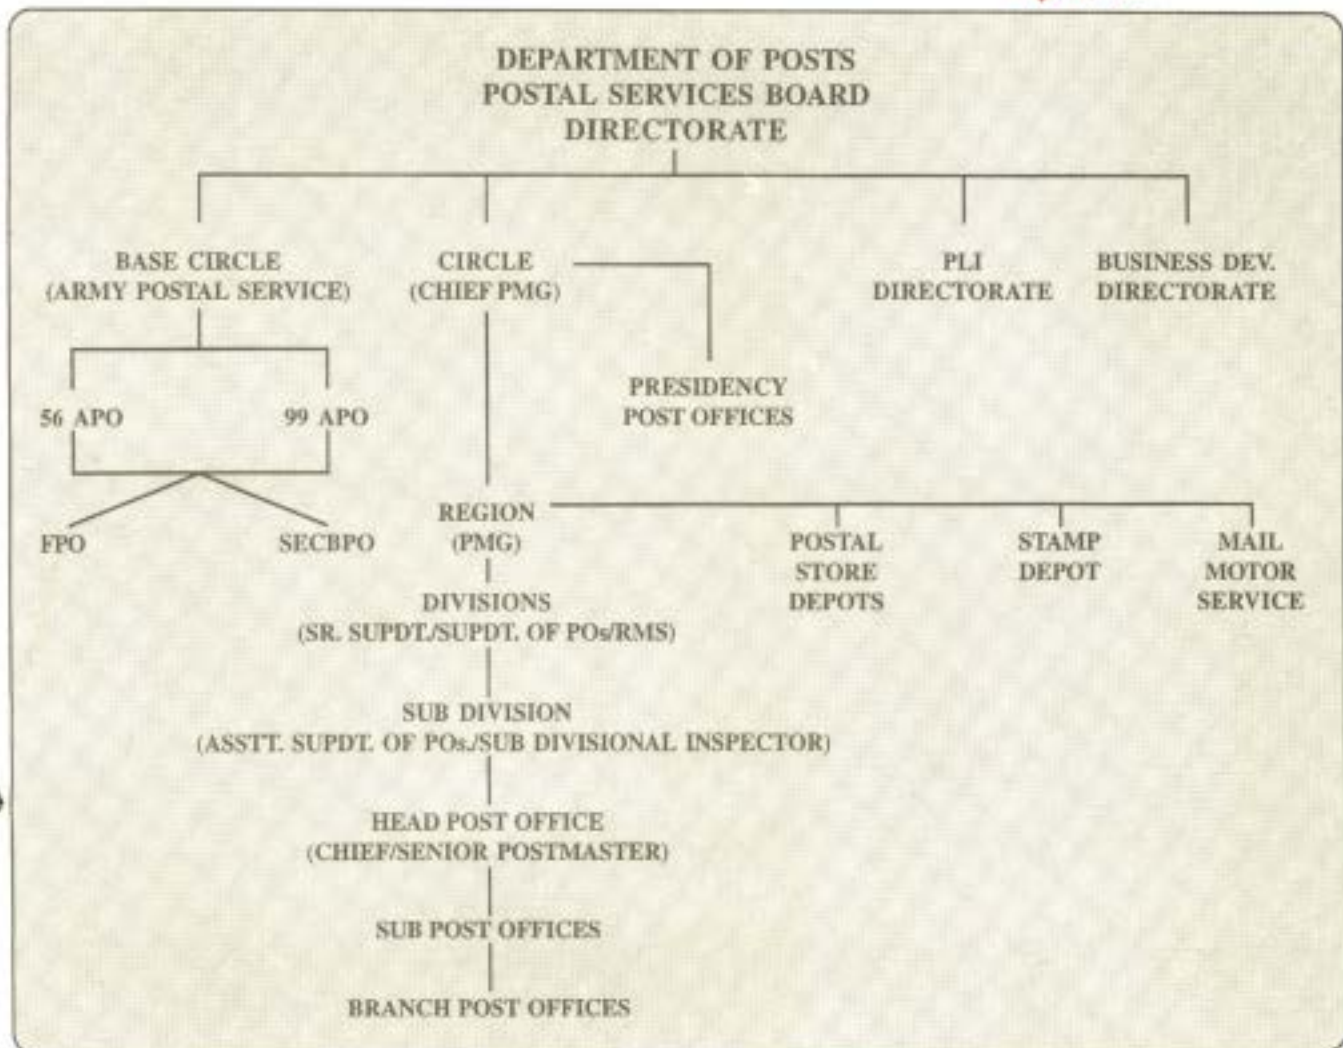 DEPARTMENT OF POSTS
POSTAL SERVICES BOARD
DIRECTORATE
BASE CIRCLE
(ARMY POSTAL SERVICE)
CIRCLE
(CHIEF PMG)
PLI
DIRECTORATE
BUSINESS DEV.
DIRECTORATE
PRESIDENCY
POST OFFICES
56 APO
99 APO
FPO
SECBPO
REGION
(PMG)
POSTAL
STORE
DEPOTS
STAMP
DEPOT
MAIL
MOTOR
SERVICE
DIVISIONS
(SR. SUPDT./SUPDT. OF POs/RMS)
SUB DIVISION
(ASSTT. SUPDT. OF POs./SUB DIVISIONAL INSPECTOR)
HEAD POST OFFICE
(CHIEF/SENIOR POSTMASTER)
SUB POST OFFICES
BRANCH POST OFFICES